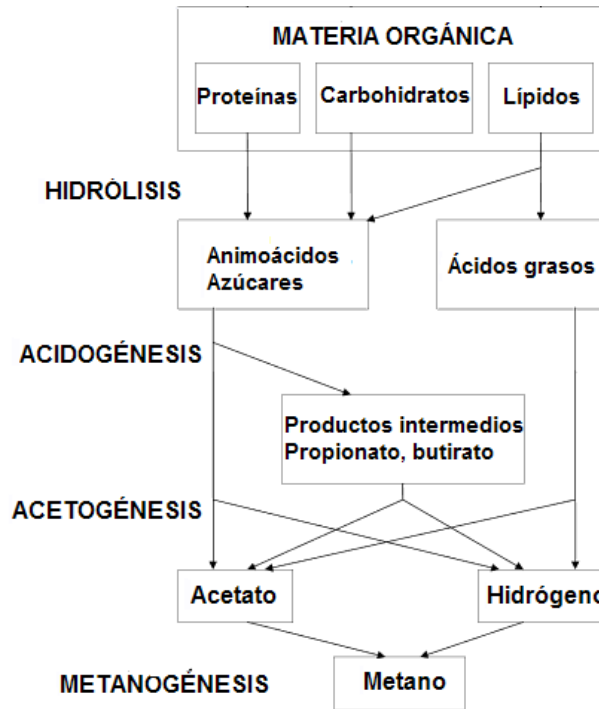 MATERIA ORGÁNICA
Proteínas
Carbohidratos
Lípidos
HIDRÓLISIS
Animoácidos
Azúcares
Ácidos grasos
ACIDOGÉNESIS
Productos intermedios
Propionato, butirato
ACETOGÉNESIS
Acetato
Hidrógeno
METANOGÉNESIS
Metano